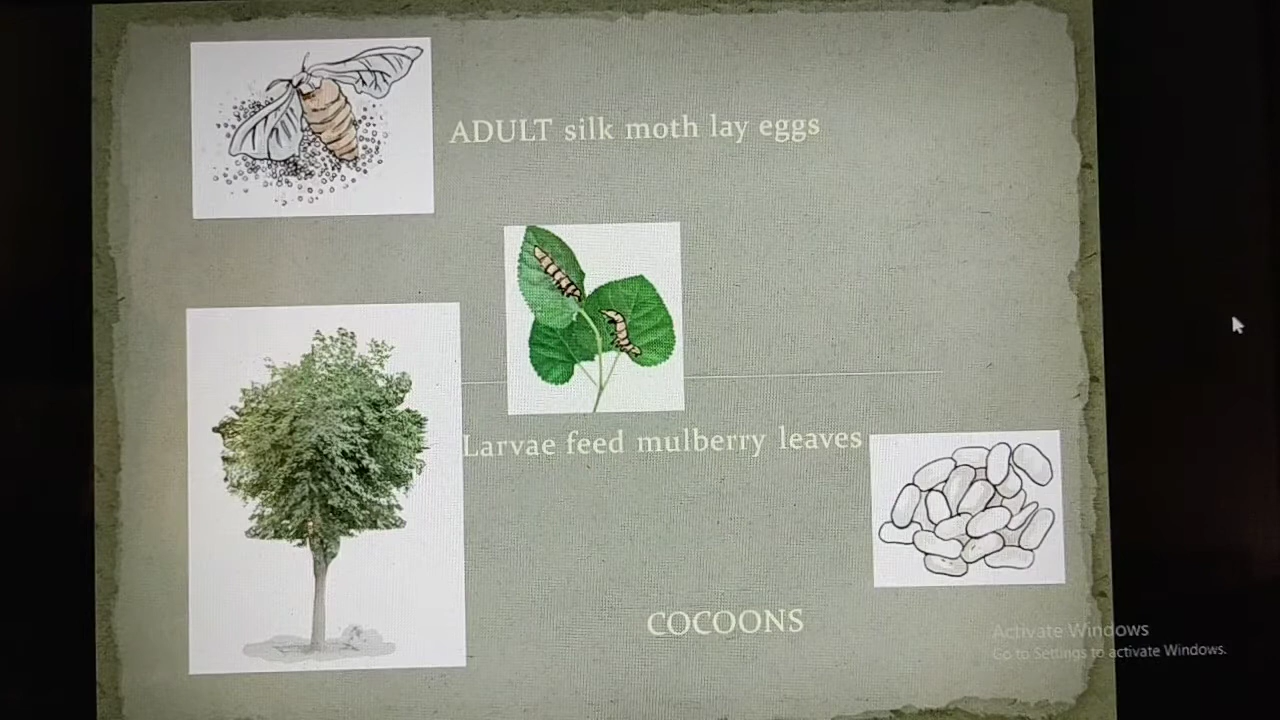 ADULT silk moth lay eggs
Larvae feed mulberry leaves
COCOONS
Activate Windows
Go to Settings to activate Windows.